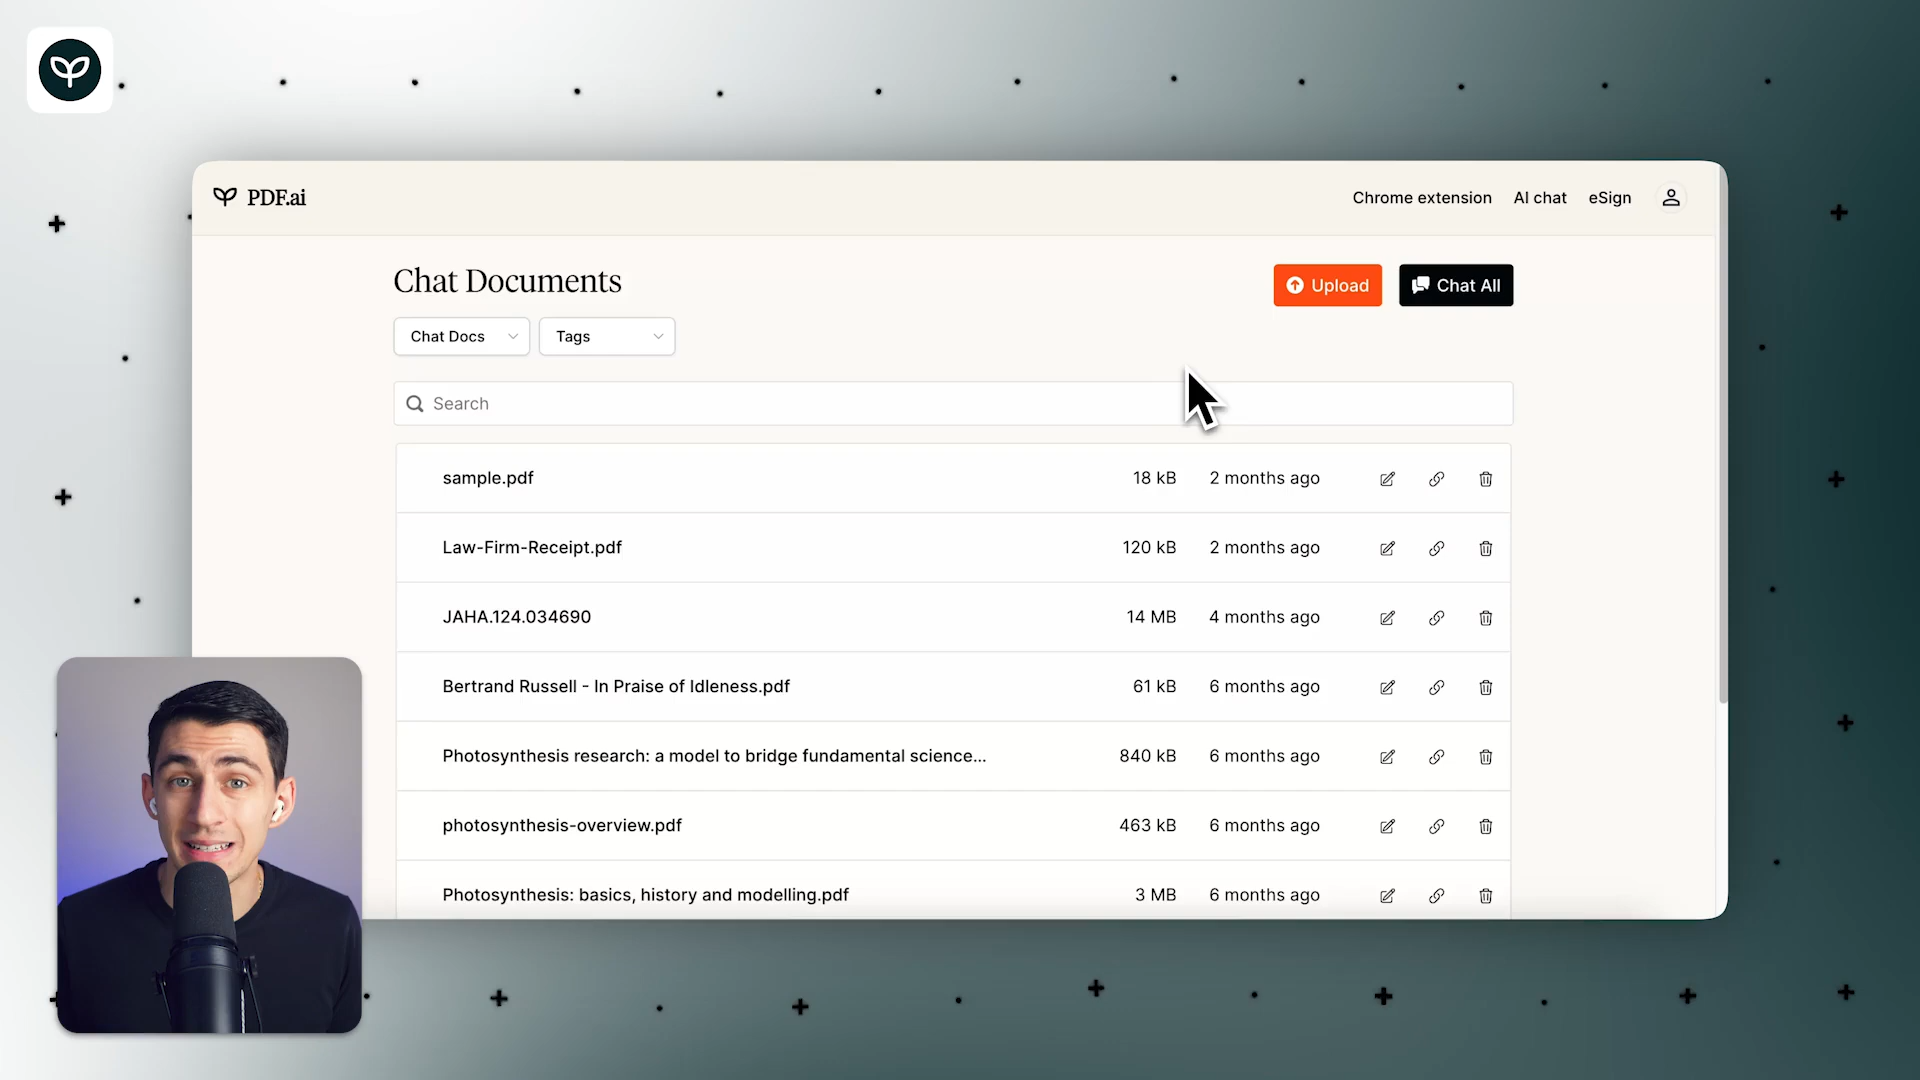 PDF.ai
Chrome extension AI chat eSign
Chat Documents
Upload Chat All
Chat Docs Tags
Search
sample.pdf 18 kB 2 months ago
Law-Firm-Receipt.pdf 120 kB 2 months ago
JAHA.124.034690 14 MB 4 months ago
Bertrand Russell - In Praise of Idleness.pdf 61 kB 6 months ago
Photosynthesis research: a model to bridge fundamental science... 840 kB 6 months ago
photosynthesis-overview.pdf 463 kB 6 months ago
Photosynthesis: basics, history and modelling.pdf 3 MB 6 months ago